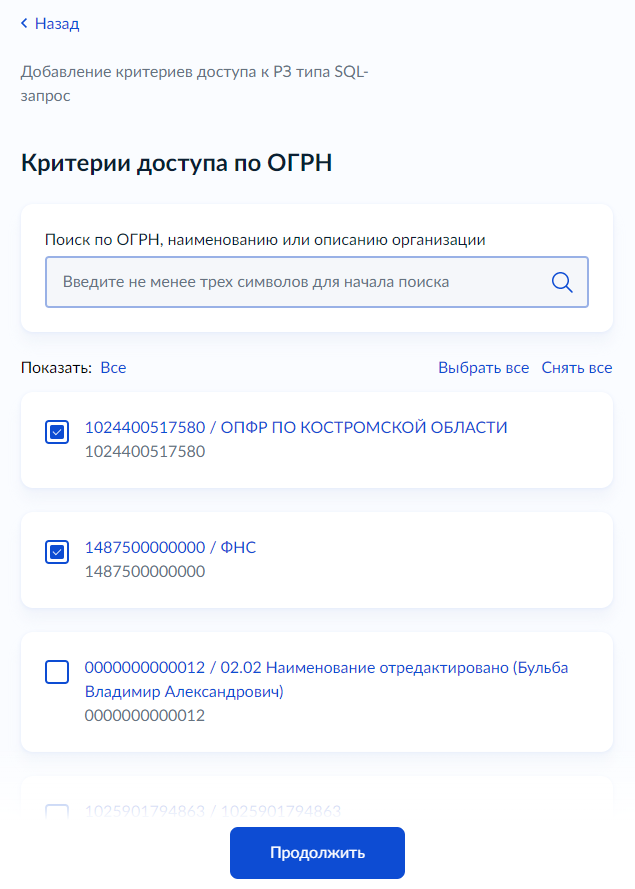 Назад
Добавление критериев доступа к РЗ типа SQL-
запрос
Критерии доступа по ОГРН
Поиск по ОГРН, наименованию или описанию организации
Введите не менее трех символов для начала поиска
Показать: Все Выбрать все Снять все
1024400517580 / ОПФР ПО КОСТРОМСКОЙ ОБЛАСТИ
1024400517580
1487500000000 / ФНС
1487500000000
0000000000012 / 02.02 Наименование отредактировано (Бульба
Владимир Александрович)
0000000000012
1025901794863 / 1025901794863
Продолжить